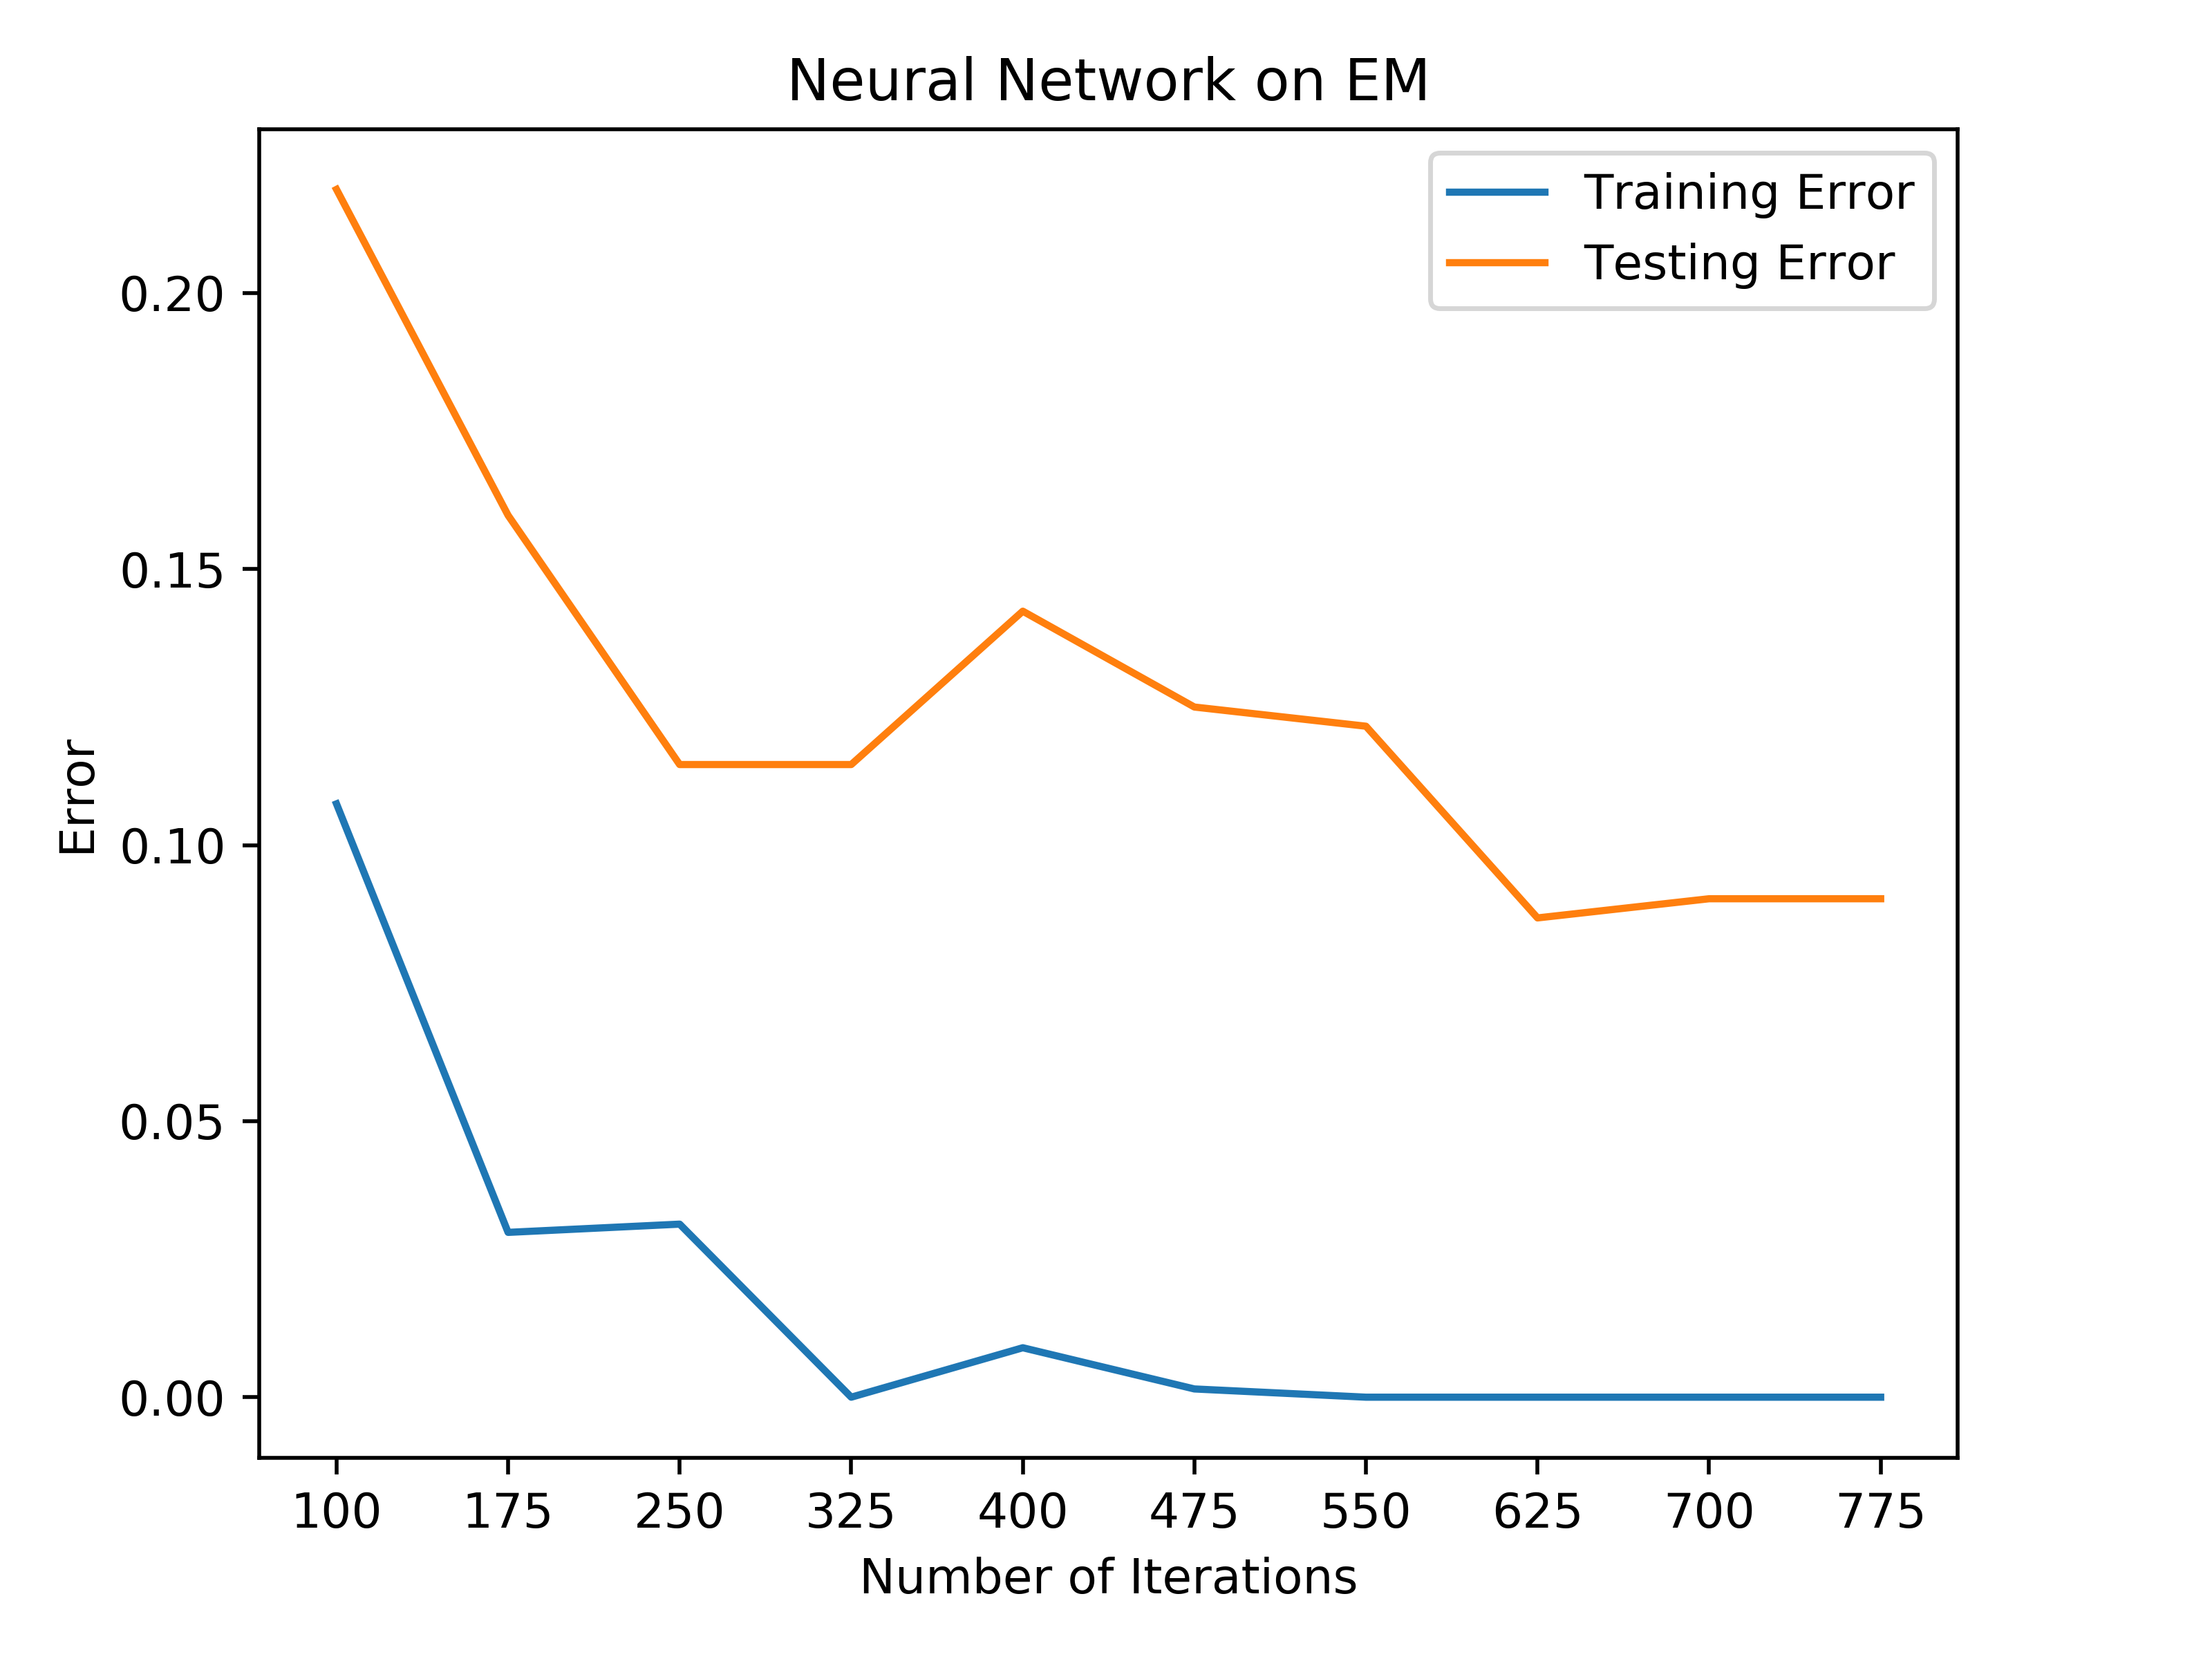 Neural Network on EM
Training Error
Testing Error
0.20
0.15
0.10
0.05
0.00
Error
100 175 250 325 400 475 550 625 700 775
Number of Iterations